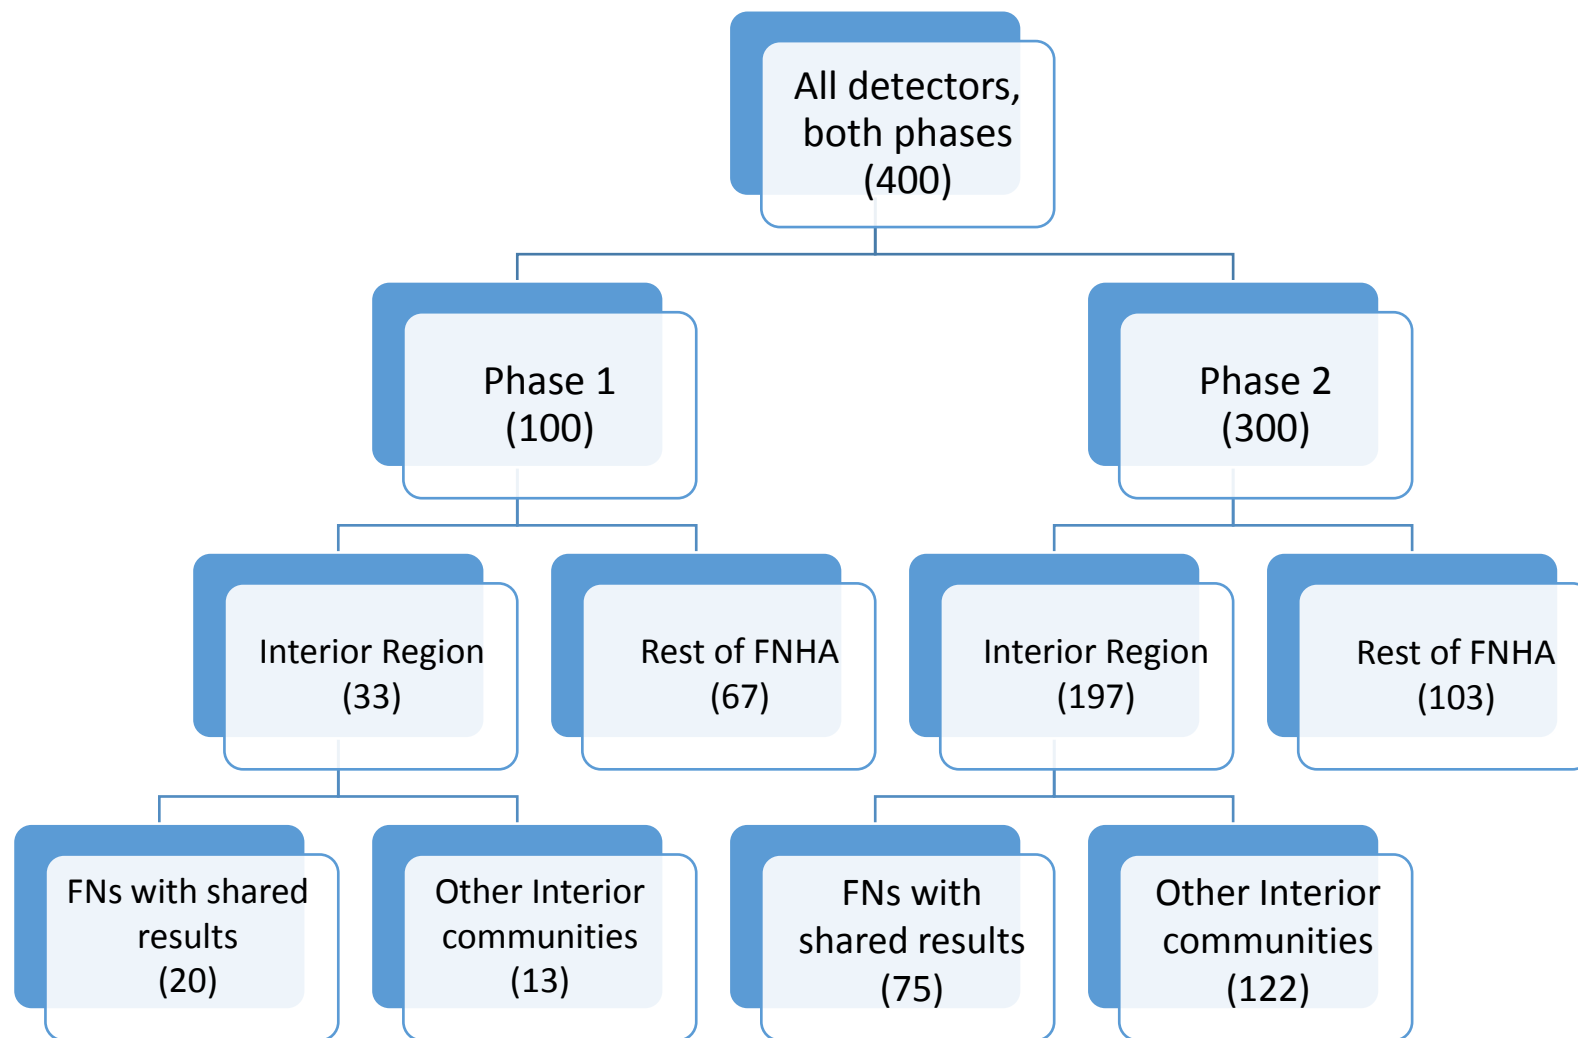 All detectors,
both phases
(400)
Phase 1
(100)
Phase 2
(300)
Interior Region
(33)
Rest of FNHA
(67)
Interior Region
(197)
Rest of FNHA
(103)
FNs with shared
results
(20)
Other Interior
communities
(13)
FNs with
shared results
(75)
Other Interior
communities
(122)